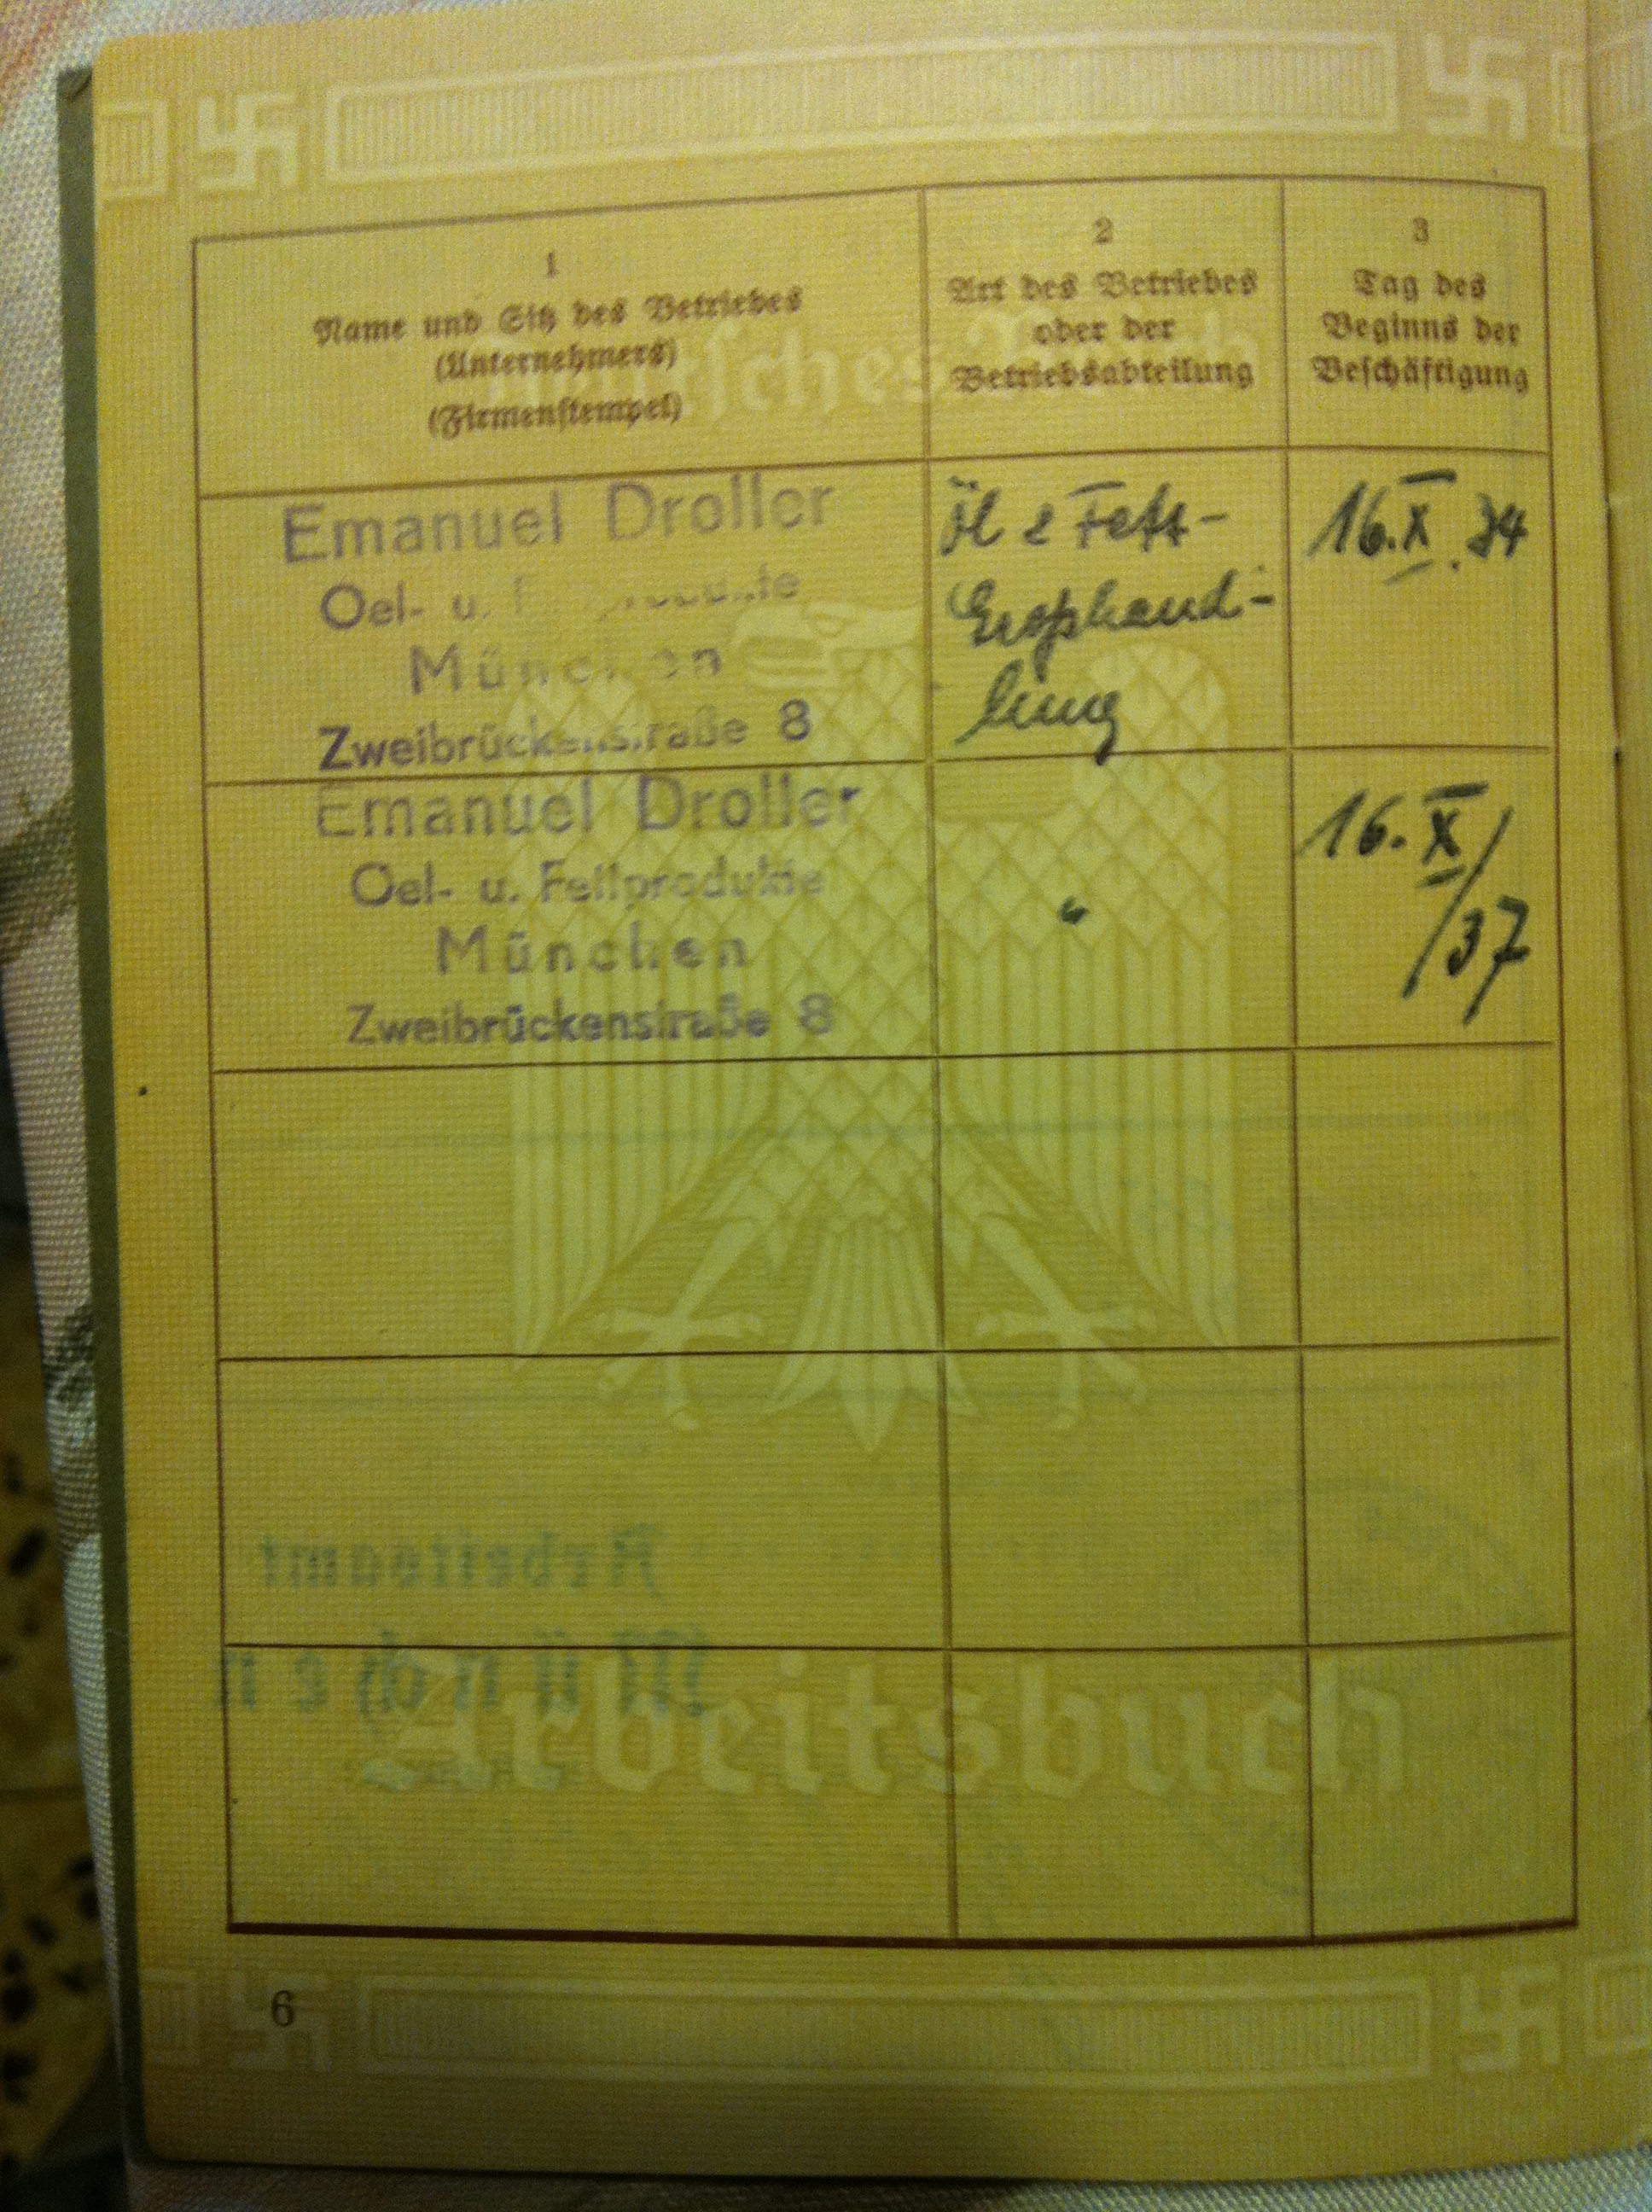 1
Name und Sitz des Betriebes
(Unternehmers)
(Firmenstempel)
2
Art des Betriebes
oder der
Betriebsabteilung
3
Tag des
Beginns der
Beschäftigung
Deutsches Reich
Emanuel Droller
Oel- u.
München
Zweibrückenstraße 8
Öl & Fett-
Großhand-
lung
16. X. 34
Emanuel Droller
Oel- u. Fettprodukte
München
Zweibrückenstraße 8
"
16. X/37
Arbeitsamt
München
Arbeitsbuch
6